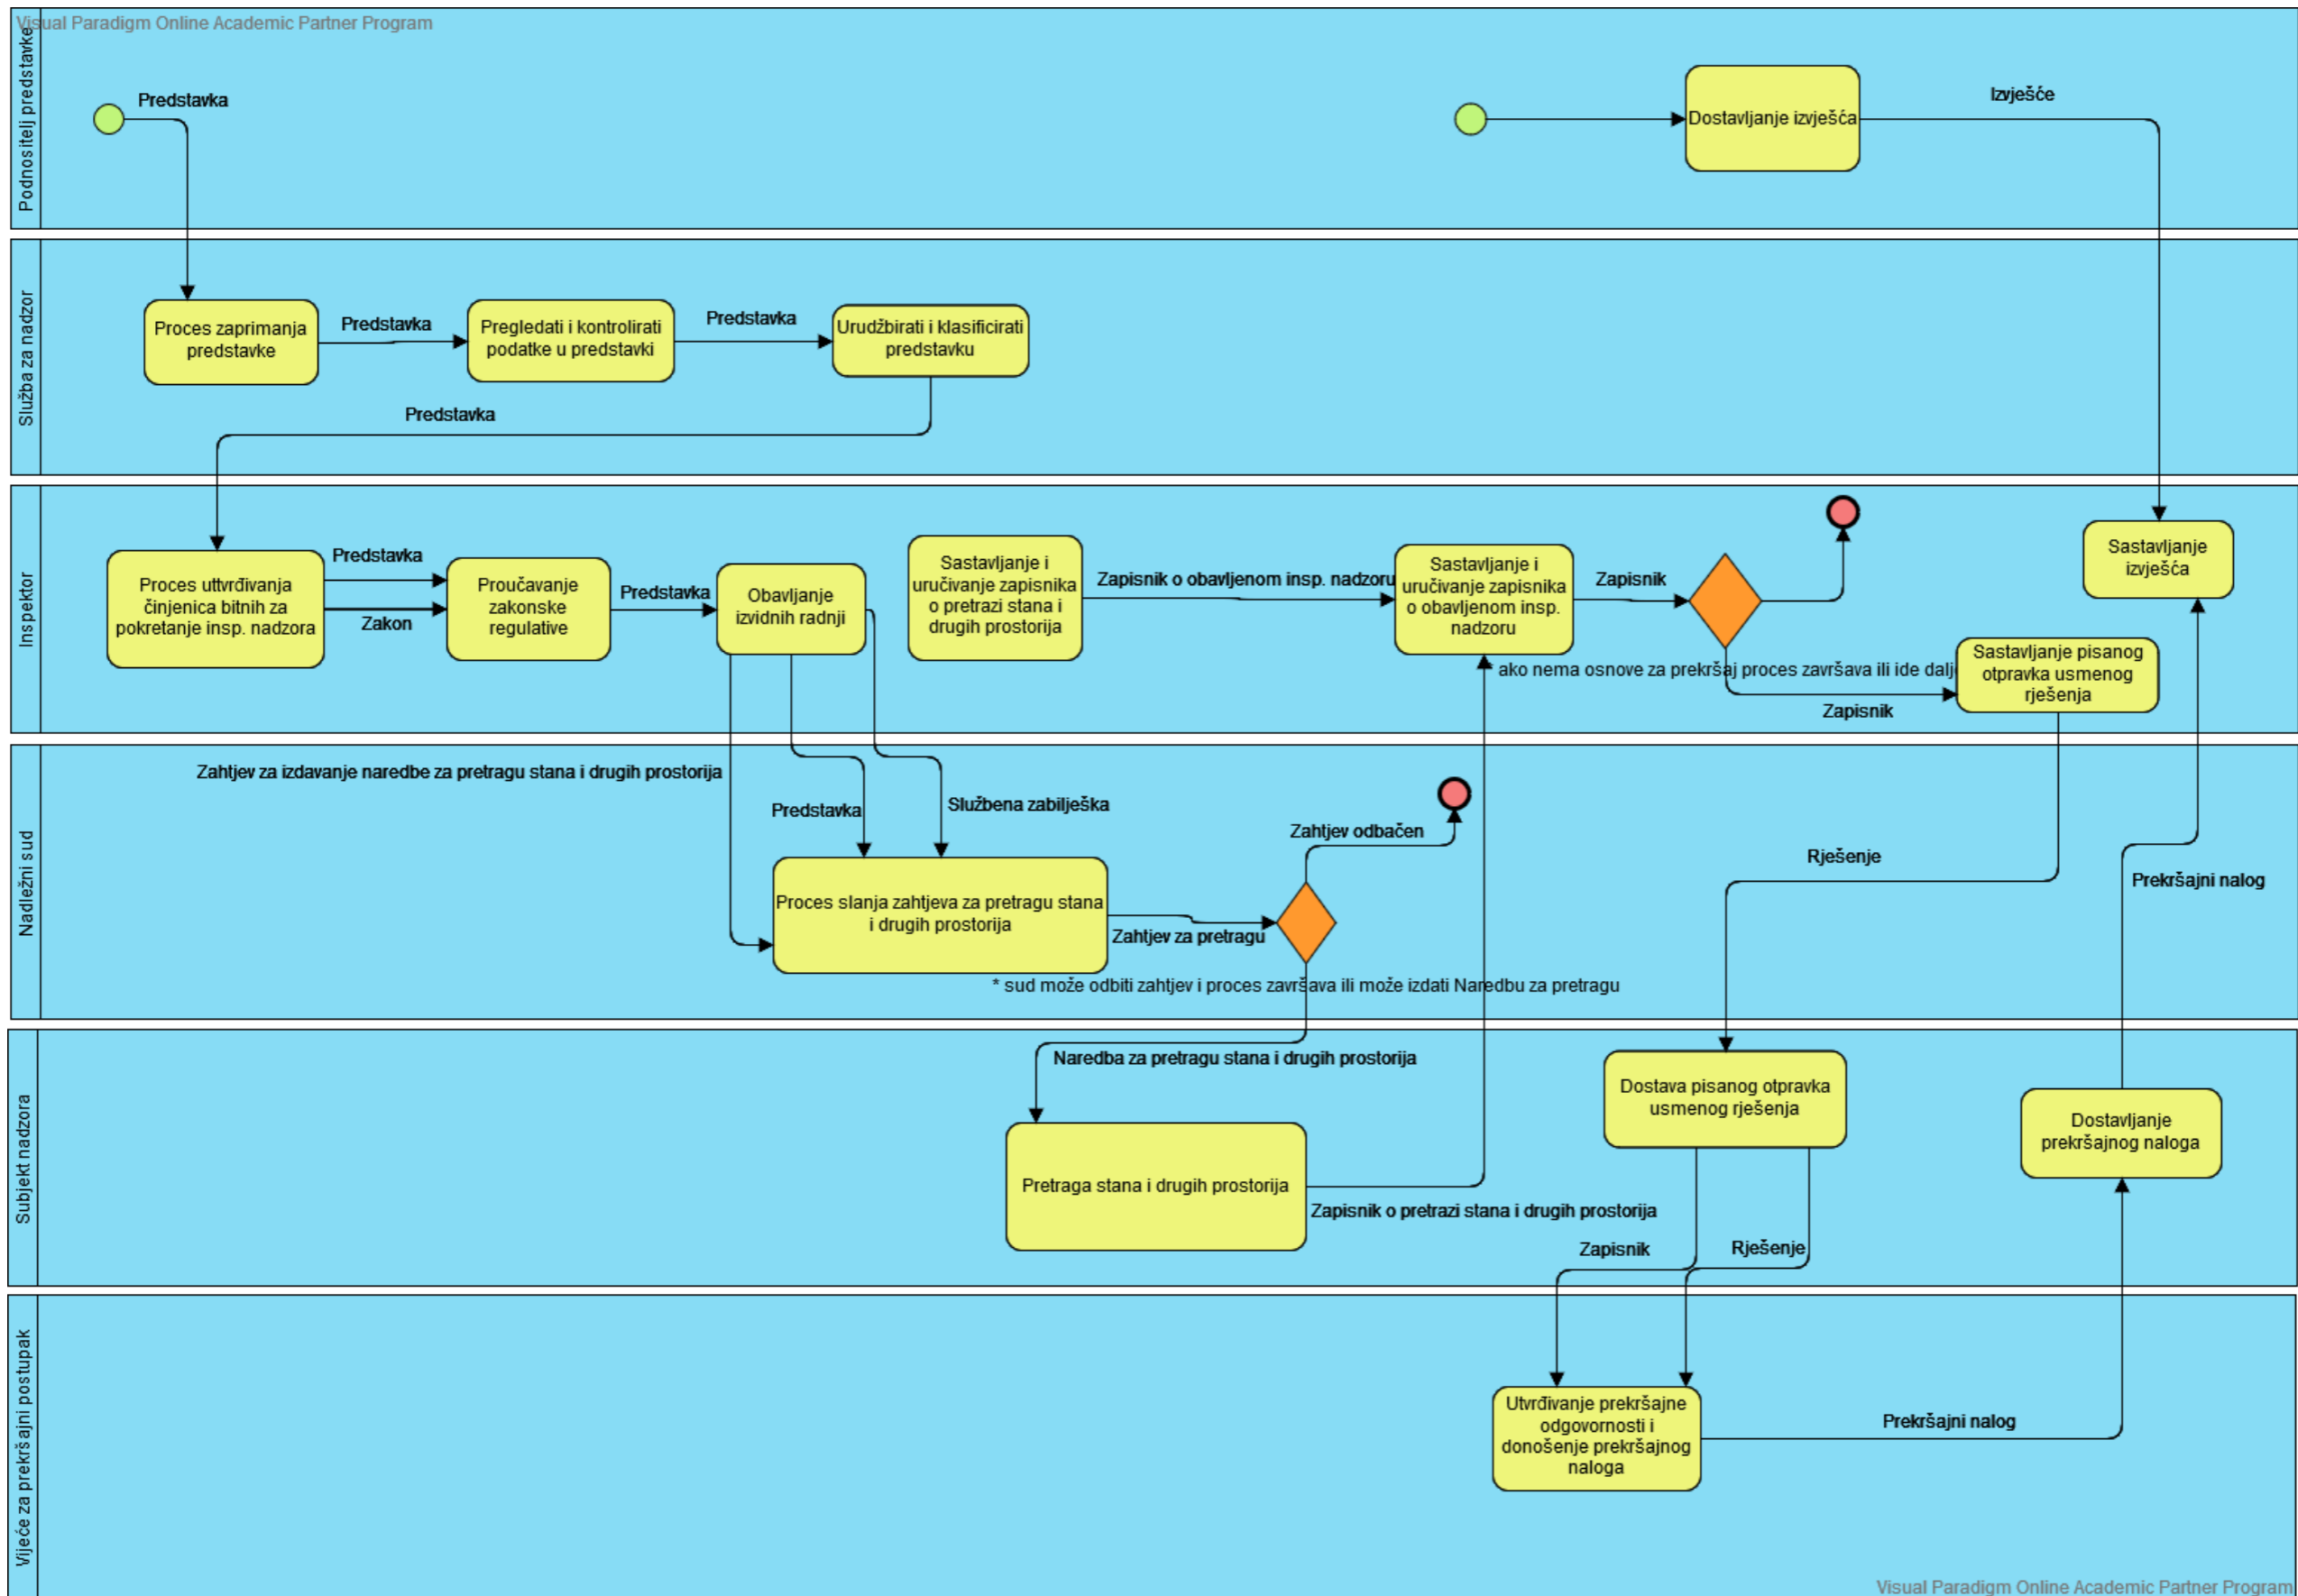 Visual Paradigm Online Academic Partner Program
Podnositelj predstavke
Predstavka
Dostavljanje izvješća
Izvješće
Služba za nadzor
Proces zaprimanja
predstavke
Predstavka
Pregledati i kontrolirati
podatke u predstavki
Predstavka
Urudžbirati i klasificirati
predstavku
Predstavka
Inspektor
Proces uttvrđivanja
činjenica bitnih za
pokretanje insp. nadzora
Predstavka
Zakon
Proučavanje
zakonske
regulative
Predstavka
Obavljanje
izvidnih radnji
Sastavljanje i
uručivanje zapisnika
o pretrazi stana i
drugih prostorija
Zapisnik o obavljenom insp. nadzoru
Sastavljanje i
uručivanje zapisnika
o obavljenom insp.
nadzoru
Zapisnik
* ako nema osnove za prekršaj proces završava ili ide dalje
Zapisnik
Sastavljanje pisanog
otpravka usmenog
rješenja
Sastavljanje
izvješća
Nadležni sud
Zahtjev za izdavanje naredbe za pretragu stana i drugih prostorija
Predstavka
Službena zabilješka
Proces slanja zahtjeva za pretragu stana
i drugih prostorija
Zahtjev za pretragu
Zahtjev odbačen
* sud može odbiti zahtjev i proces završava ili može izdati Naredbu za pretragu
Rješenje
Prekršajni nalog
Subjekt nadzora
Naredba za pretragu stana i drugih prostorija
Pretraga stana i drugih prostorija
Zapisnik o pretrazi stana i drugih prostorija
Dostava pisanog otpravka
usmenog rješenja
Zapisnik
Rješenje
Dostavljanje
prekršajnog naloga
Vijeće za prekršajni postupak
Utvrđivanje prekršajne
odgovornosti i
donošenje prekršajnog
naloga
Prekršajni nalog
Visual Paradigm Online Academic Partner Program